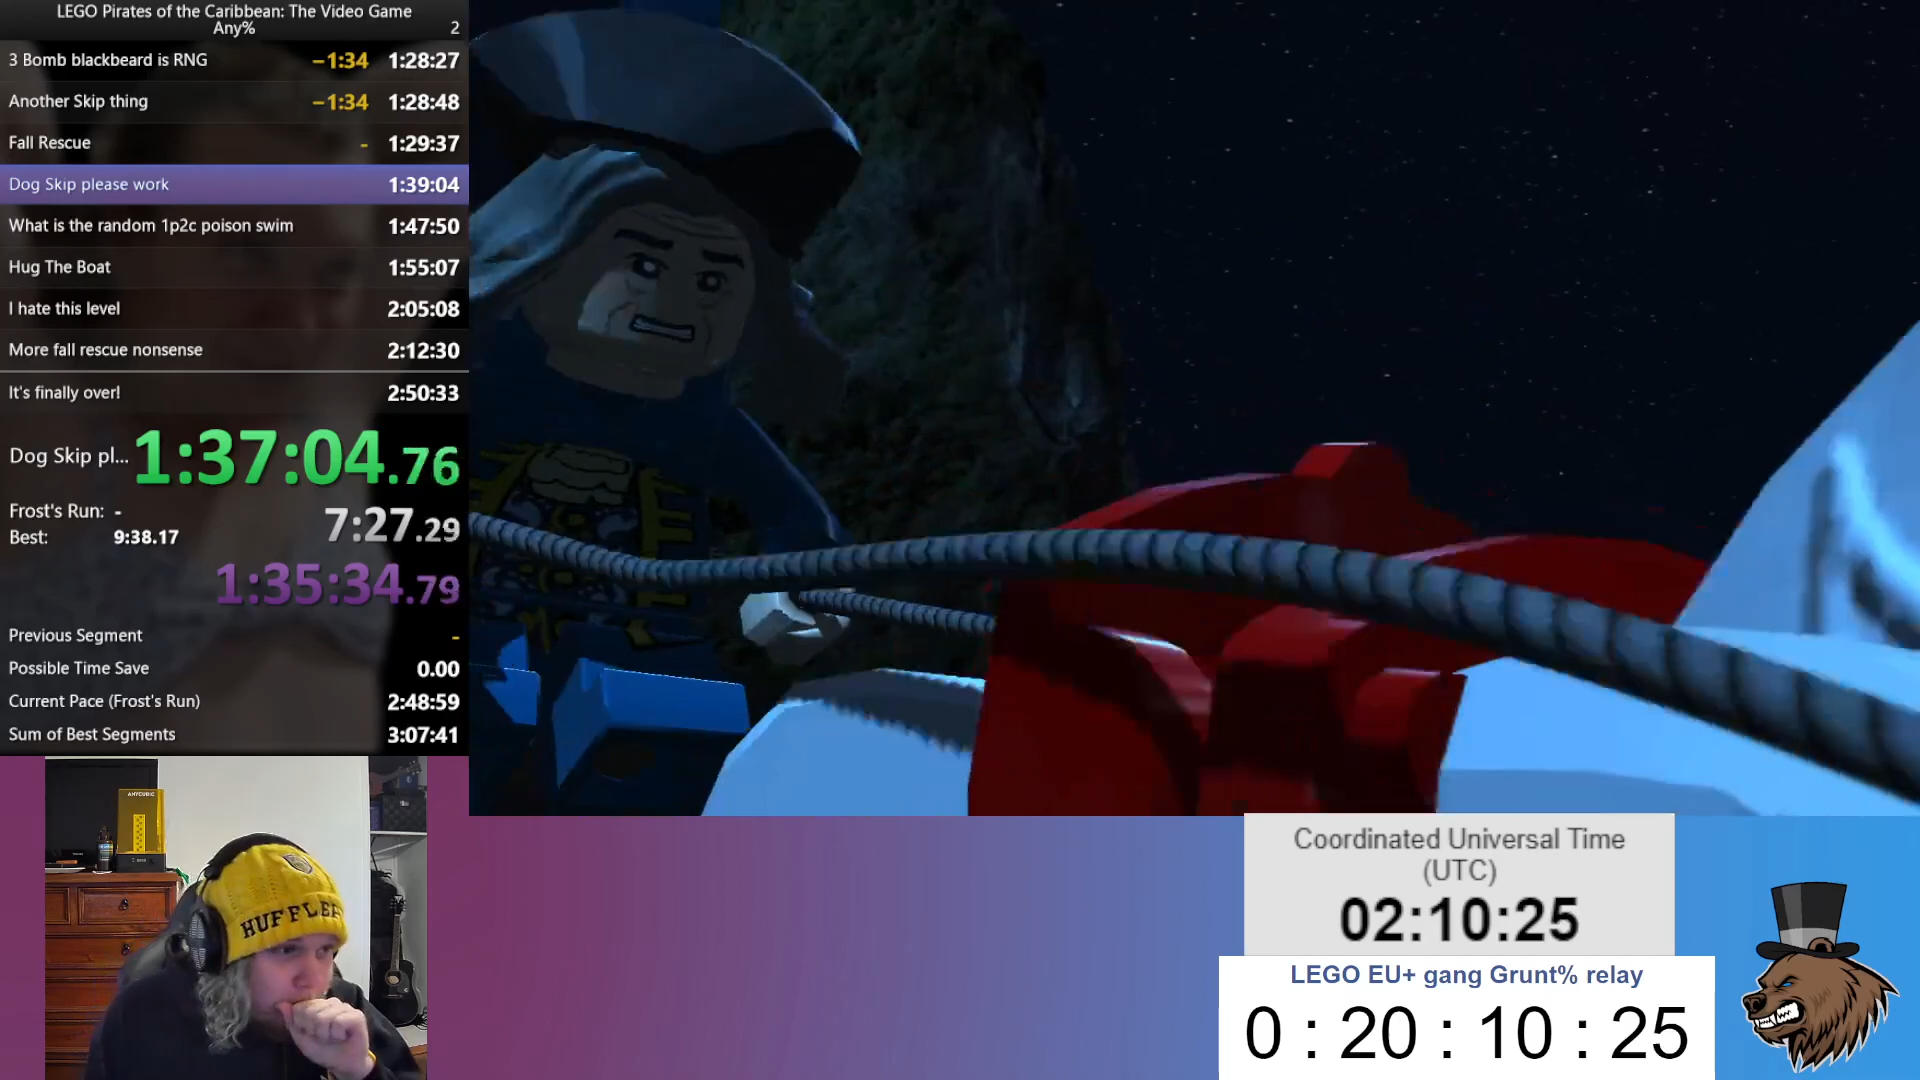 LEGO Pirates of the Caribbean: The Video Game
Any%
2
3 Bomb blackbeard is RNG −1:34 1:28:27
Another Skip thing −1:34 1:28:48
Fall Rescue - 1:29:37
Dog Skip please work 1:39:04
What is the random 1p2c poison swim 1:47:50
Hug The Boat 1:55:07
I hate this level 2:05:08
More fall rescue nonsense 2:12:30
It's finally over! 2:50:33
Dog Skip pl... 1:37:04.76
Frost's Run: -
Best: 9:38.17
7:27.29
1:35:34.79
Previous Segment -
Possible Time Save 0.00
Current Pace (Frost's Run) 2:48:59
Sum of Best Segments 3:07:41
ANYCUBIC
HUFFLEP
Coordinated Universal Time
(UTC)
02:10:25
LEGO EU+ gang Grunt% relay
0 : 20 : 10 : 25